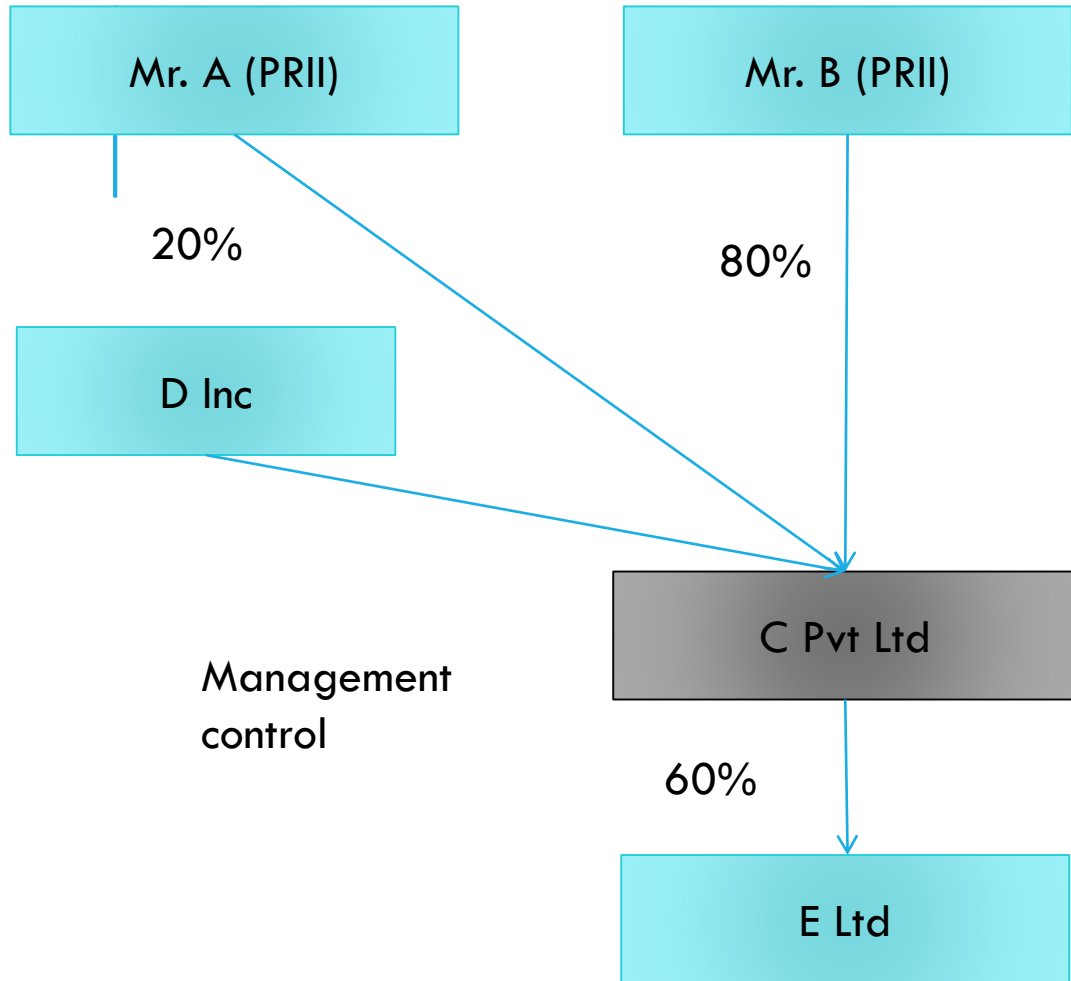 Mr. A (PRII)
Mr. B (PRII)
20%
80%
D Inc
C Pvt Ltd
Management
control
60%
E Ltd